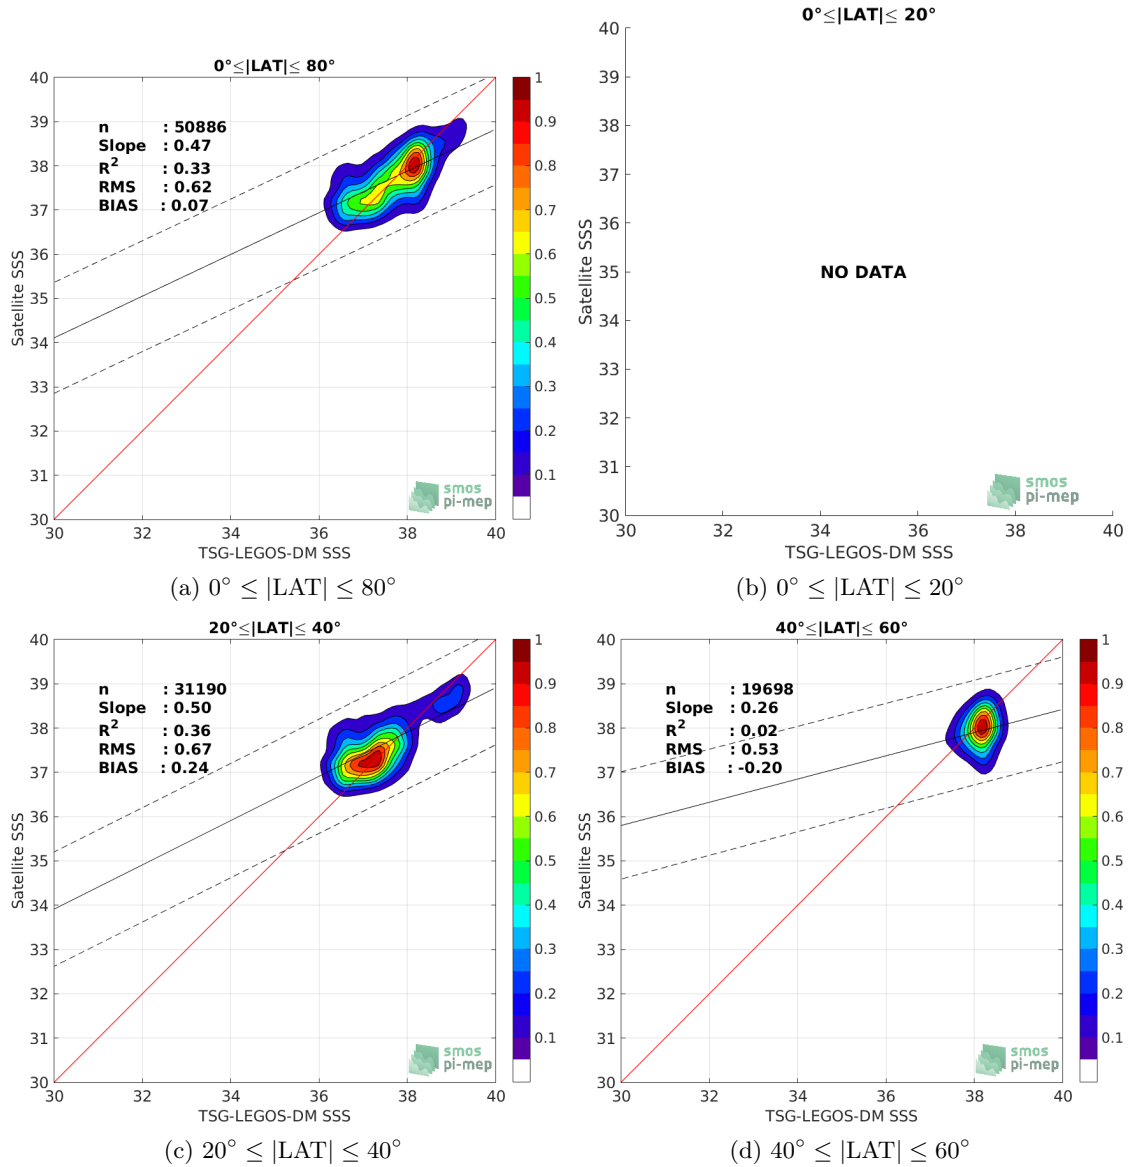 0°≤|LAT|≤ 80°
n : 50886
Slope : 0.47
R2 : 0.33
RMS : 0.62
BIAS : 0.07
40
39
38
37
36
35
34
33
32
31
30
Satellite SSS
30 32 34 36 38 40
TSG-LEGOS-DM SSS
1
0.9
0.8
0.7
0.6
0.5
0.4
0.3
0.2
0.1
smos
pi-mep
(a) 0° ≤ |LAT| ≤ 80°
0°≤|LAT|≤ 20°
40
39
38
37
36
35
34
33
32
31
30
Satellite SSS
NO DATA
30 32 34 36 38 40
TSG-LEGOS-DM SSS
smos
pi-mep
(b) 0° ≤ |LAT| ≤ 20°
20°≤|LAT|≤ 40°
n : 31190
Slope : 0.50
R2 : 0.36
RMS : 0.67
BIAS : 0.24
40
39
38
37
36
35
34
33
32
31
30
Satellite SSS
30 32 34 36 38 40
TSG-LEGOS-DM SSS
1
0.9
0.8
0.7
0.6
0.5
0.4
0.3
0.2
0.1
smos
pi-mep
(c) 20° ≤ |LAT| ≤ 40°
40°≤|LAT|≤ 60°
n : 19698
Slope : 0.26
R2 : 0.02
RMS : 0.53
BIAS : -0.20
40
39
38
37
36
35
34
33
32
31
30
Satellite SSS
30 32 34 36 38 40
TSG-LEGOS-DM SSS
1
0.9
0.8
0.7
0.6
0.5
0.4
0.3
0.2
0.1
smos
pi-mep
(d) 40° ≤ |LAT| ≤ 60°